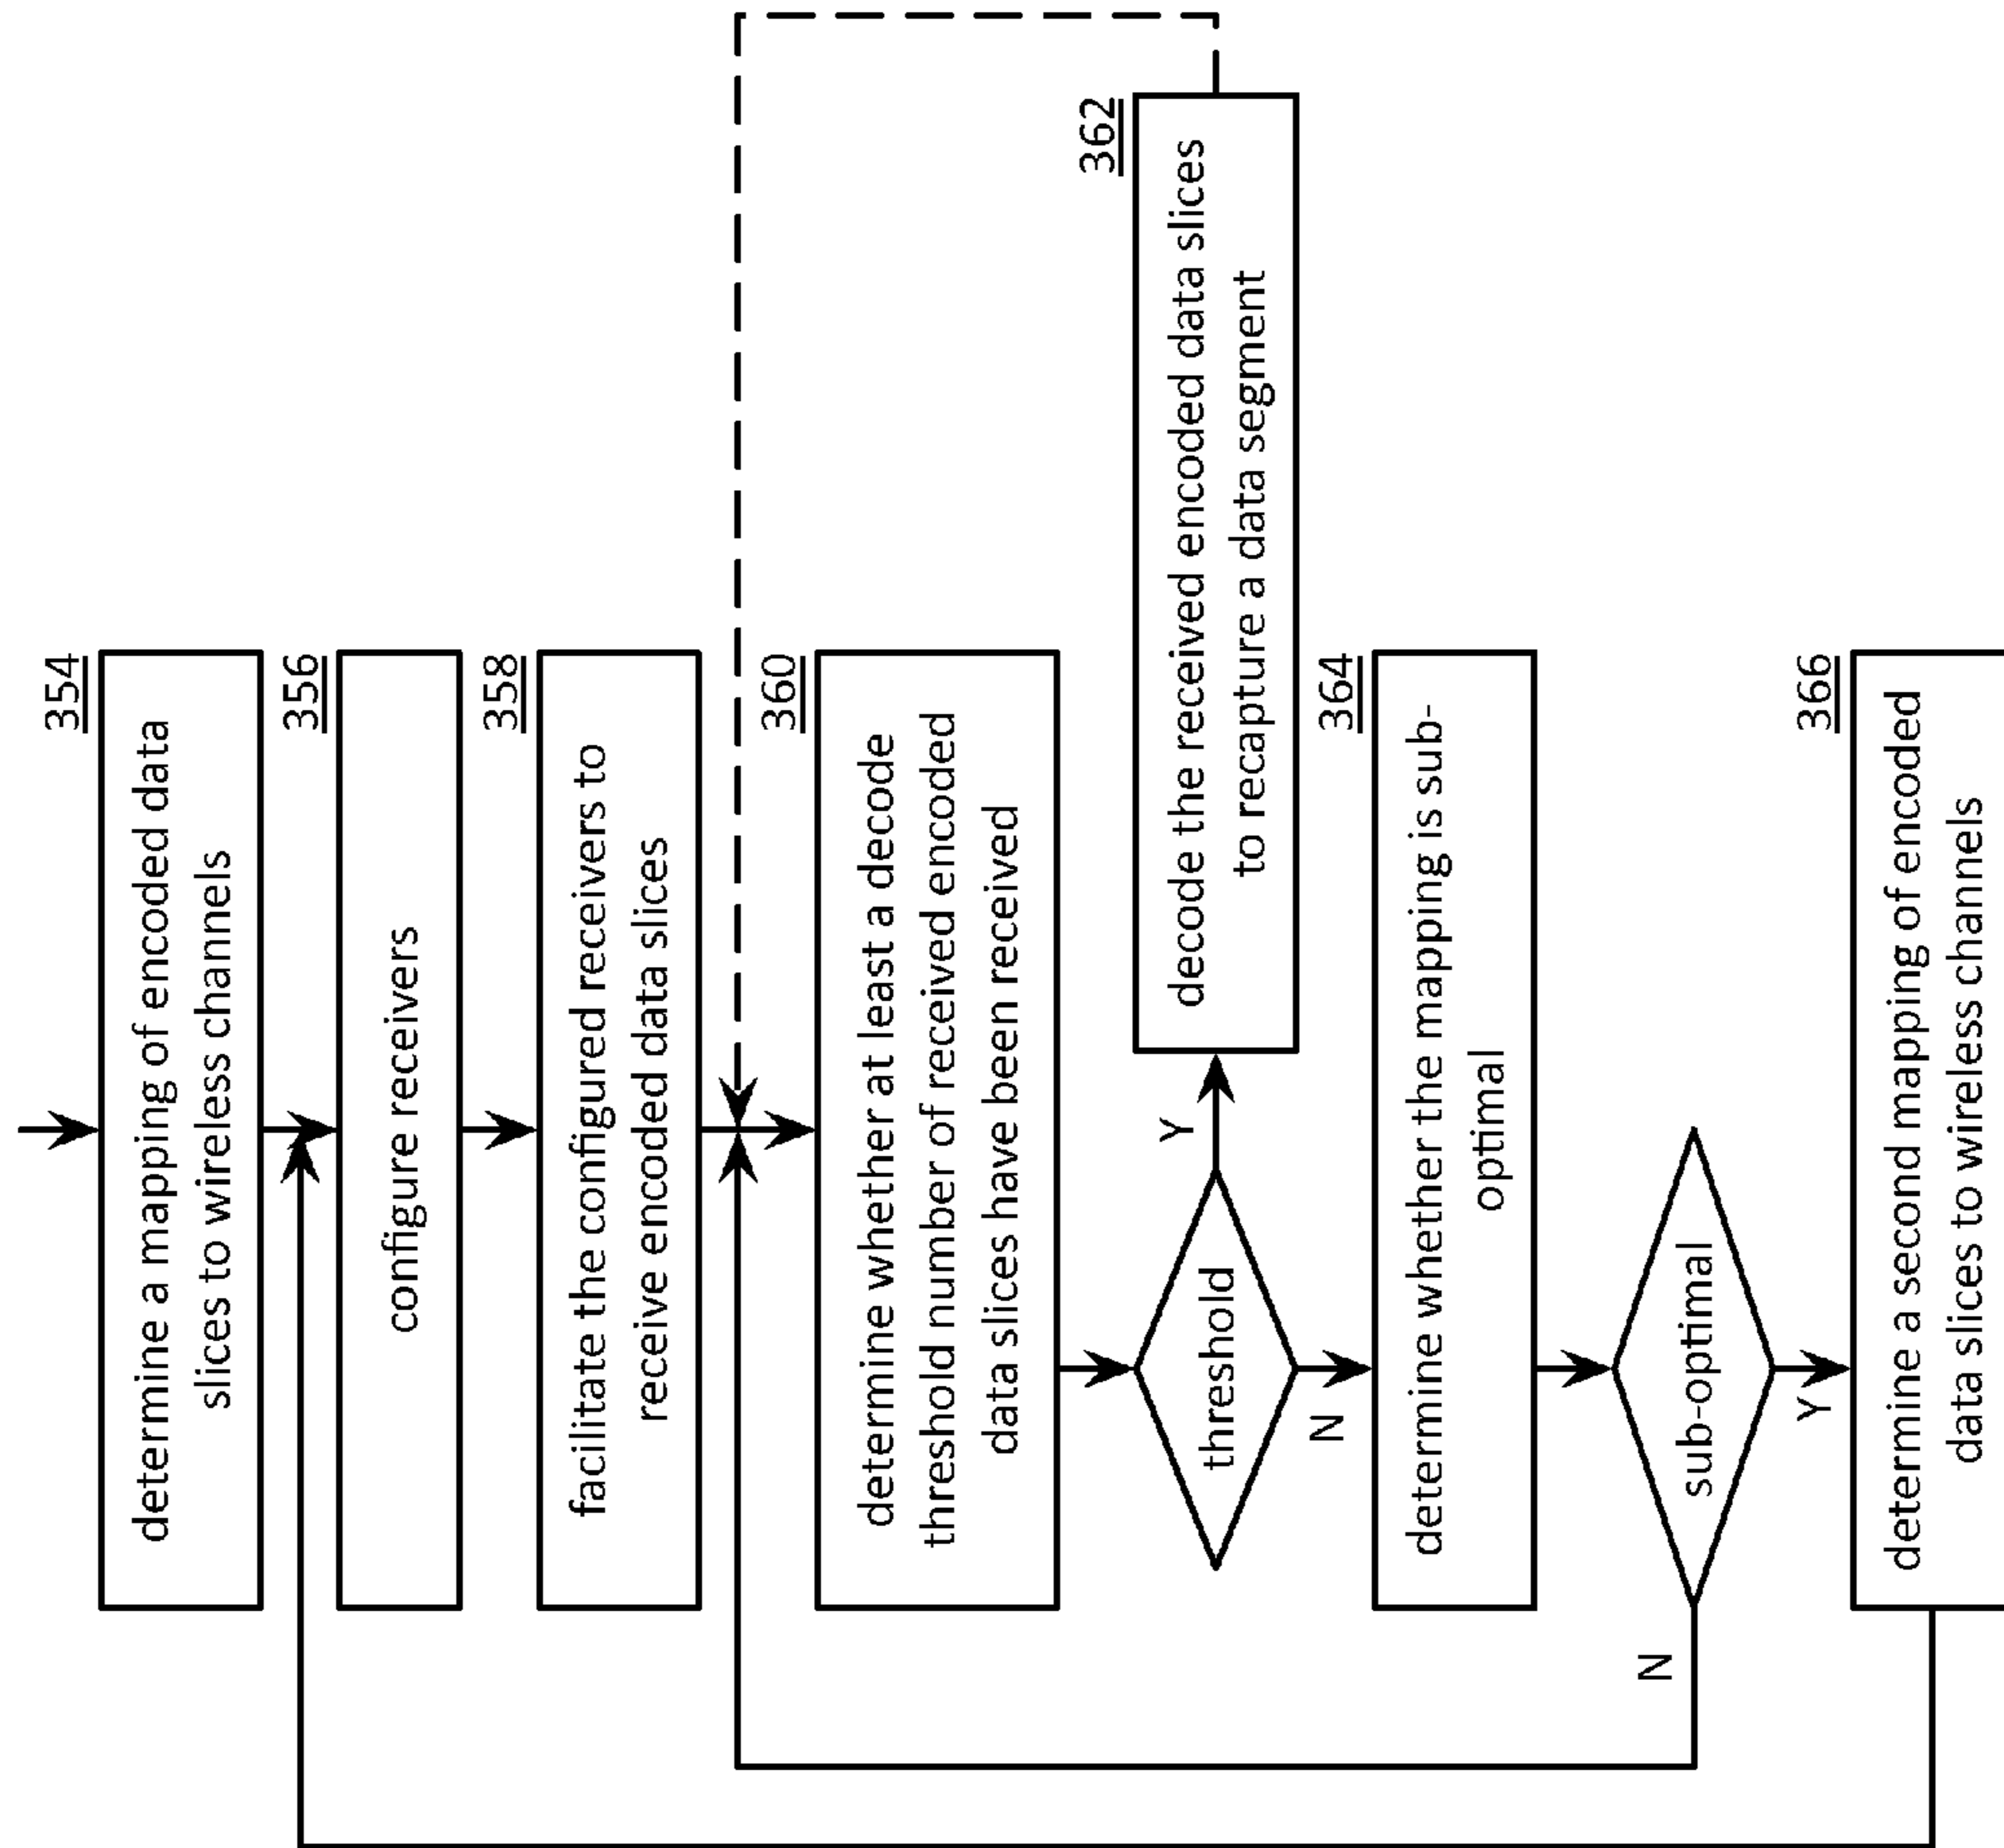 354
determine a mapping of encoded data
slices to wireless channels
356
configure receivers
358
facilitate the configured receivers to
receive encoded data slices
360
determine whether at least a decode
threshold number of received encoded
data slices have been received
threshold
Y
N
362
decode the received encoded data slices
to recapture a data segment
364
determine whether the mapping is sub-
optimal
sub-optimal
N
Y
366
determine a second mapping of encoded
data slices to wireless channels